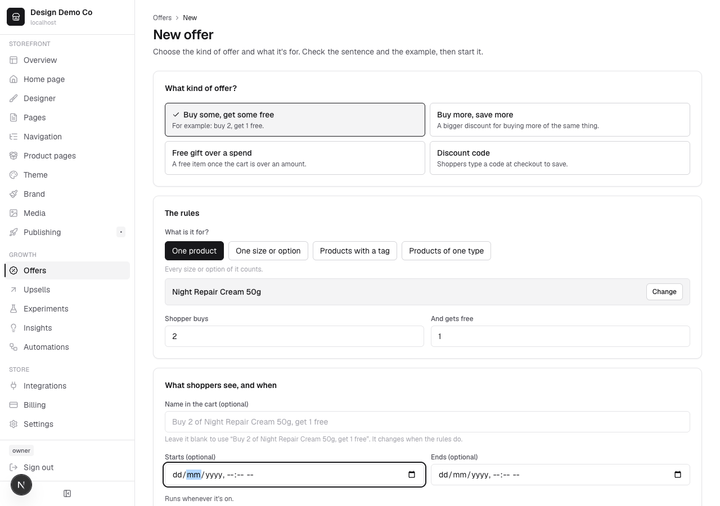 Design Demo Co
localhost
STOREFRONT
Overview
Home page
Designer
Pages
Navigation
Product pages
Theme
Brand
Media
Publishing
GROWTH
Offers
Upsells
Experiments
Insights
Automations
STORE
Integrations
Billing
Settings
owner
Sign out
N
Offers > New
New offer
Choose the kind of offer and what it's for. Check the sentence and the example, then start it.
What kind of offer?
Buy some, get some free
For example: buy 2, get 1 free.
Buy more, save more
A bigger discount for buying more of the same thing.
Free gift over a spend
A free item once the cart is over an amount.
Discount code
Shoppers type a code at checkout to save.
The rules
What is it for?
One product
One size or option
Products with a tag
Products of one type
Every size or option of it counts.
Night Repair Cream 50g
Change
Shopper buys
And gets free
2
1
What shoppers see, and when
Name in the cart (optional)
Buy 2 of Night Repair Cream 50g, get 1 free
Leave it blank to use "Buy 2 of Night Repair Cream 50g, get 1 free". It changes when the rules do.
Starts (optional)
Ends (optional)
dd/mm/yyyy, --:-- --
dd/mm/yyyy, --:-- --
Runs whenever it's on.